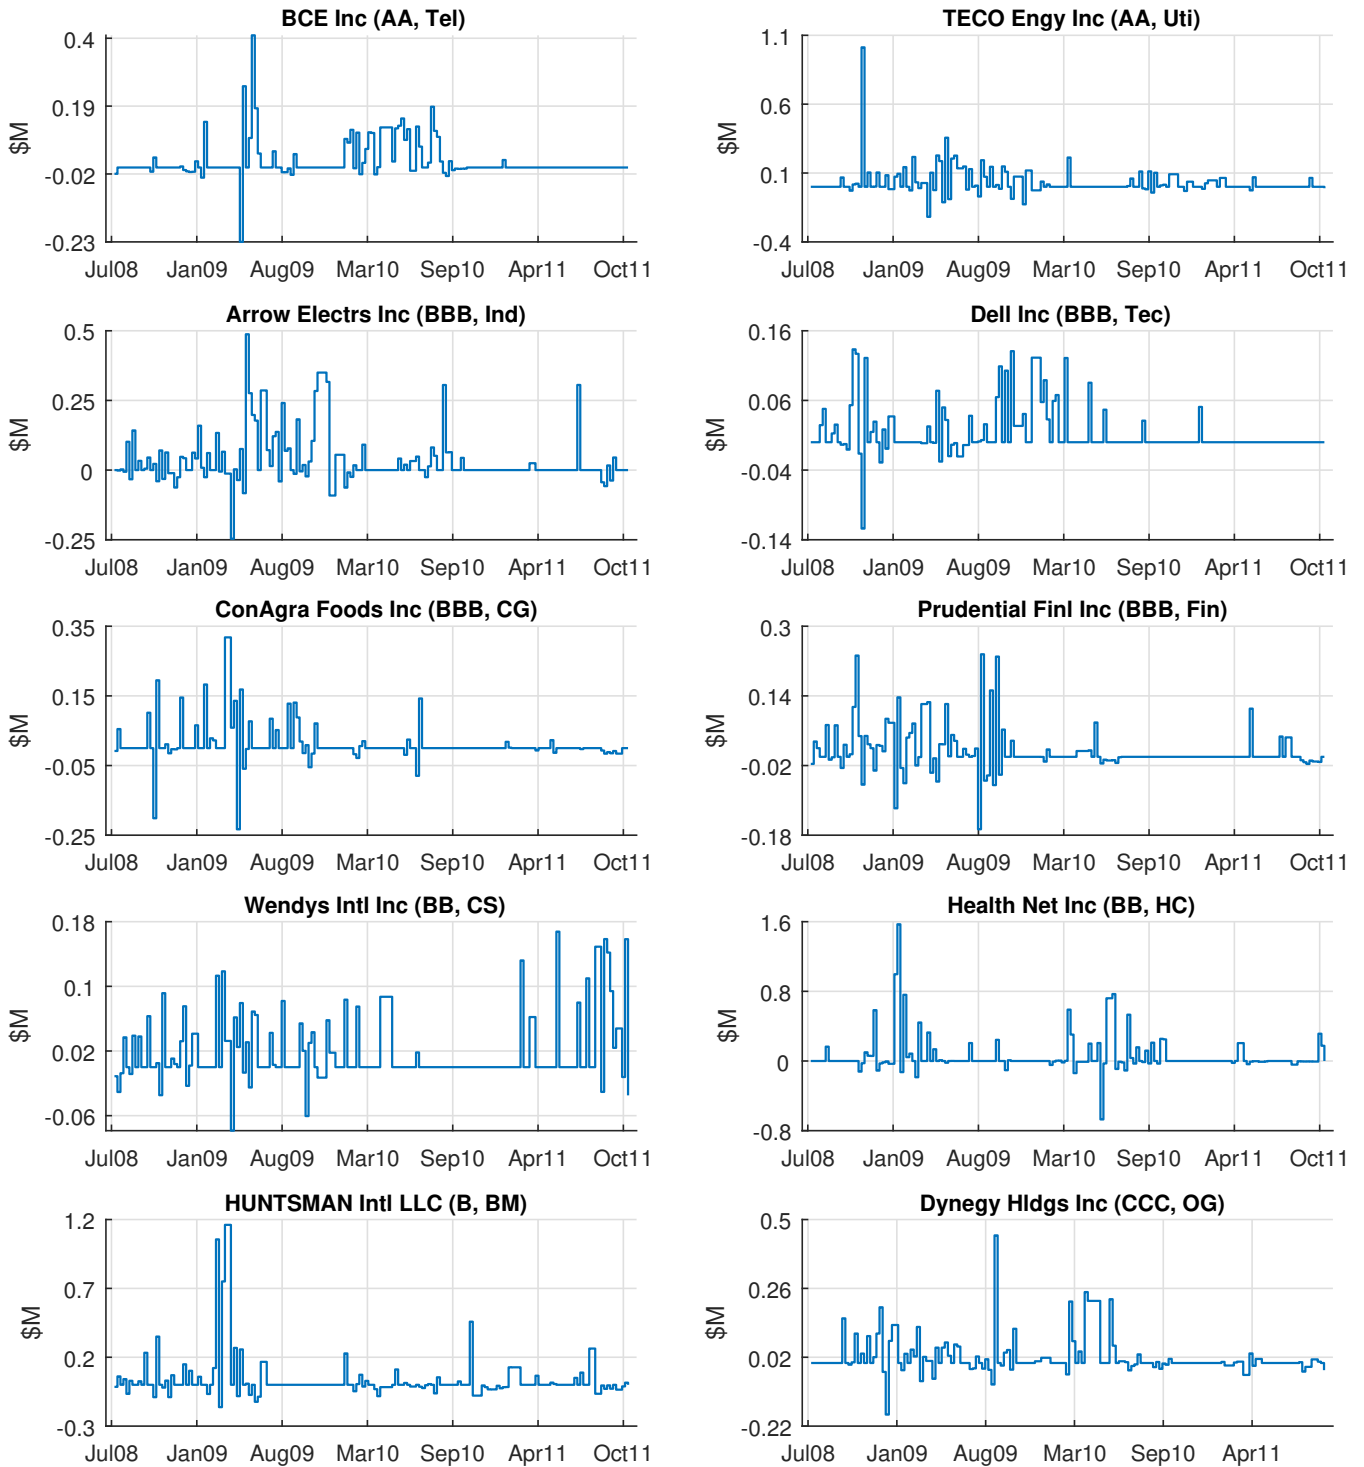 BCE Inc (AA, Tel)
$M
0.4
0.19
-0.02
-0.23
Jul08 Jan09 Aug09 Mar10 Sep10 Apr11 Oct11
TECO Engy Inc (AA, Uti)
$M
1.1
0.6
0.1
-0.4
Jul08 Jan09 Aug09 Mar10 Sep10 Apr11 Oct11
Arrow Electrs Inc (BBB, Ind)
$M
0.5
0.25
0
-0.25
Jul08 Jan09 Aug09 Mar10 Sep10 Apr11 Oct11
Dell Inc (BBB, Tec)
$M
0.16
0.06
-0.04
-0.14
Jul08 Jan09 Aug09 Mar10 Sep10 Apr11 Oct11
ConAgra Foods Inc (BBB, CG)
$M
0.35
0.15
-0.05
-0.25
Jul08 Jan09 Aug09 Mar10 Sep10 Apr11 Oct11
Prudential Finl Inc (BBB, Fin)
$M
0.3
0.14
-0.02
-0.18
Jul08 Jan09 Aug09 Mar10 Sep10 Apr11 Oct11
Wendys Intl Inc (BB, CS)
$M
0.18
0.1
0.02
-0.06
Jul08 Jan09 Aug09 Mar10 Sep10 Apr11 Oct11
Health Net Inc (BB, HC)
$M
1.6
0.8
0
-0.8
Jul08 Jan09 Aug09 Mar10 Sep10 Apr11 Oct11
HUNTSMAN Intl LLC (B, BM)
$M
1.2
0.7
0.2
-0.3
Jul08 Jan09 Aug09 Mar10 Sep10 Apr11 Oct11
Dynegy Hldgs Inc (CCC, OG)
$M
0.5
0.26
0.02
-0.22
Jul08 Jan09 Aug09 Mar10 Sep10 Apr11